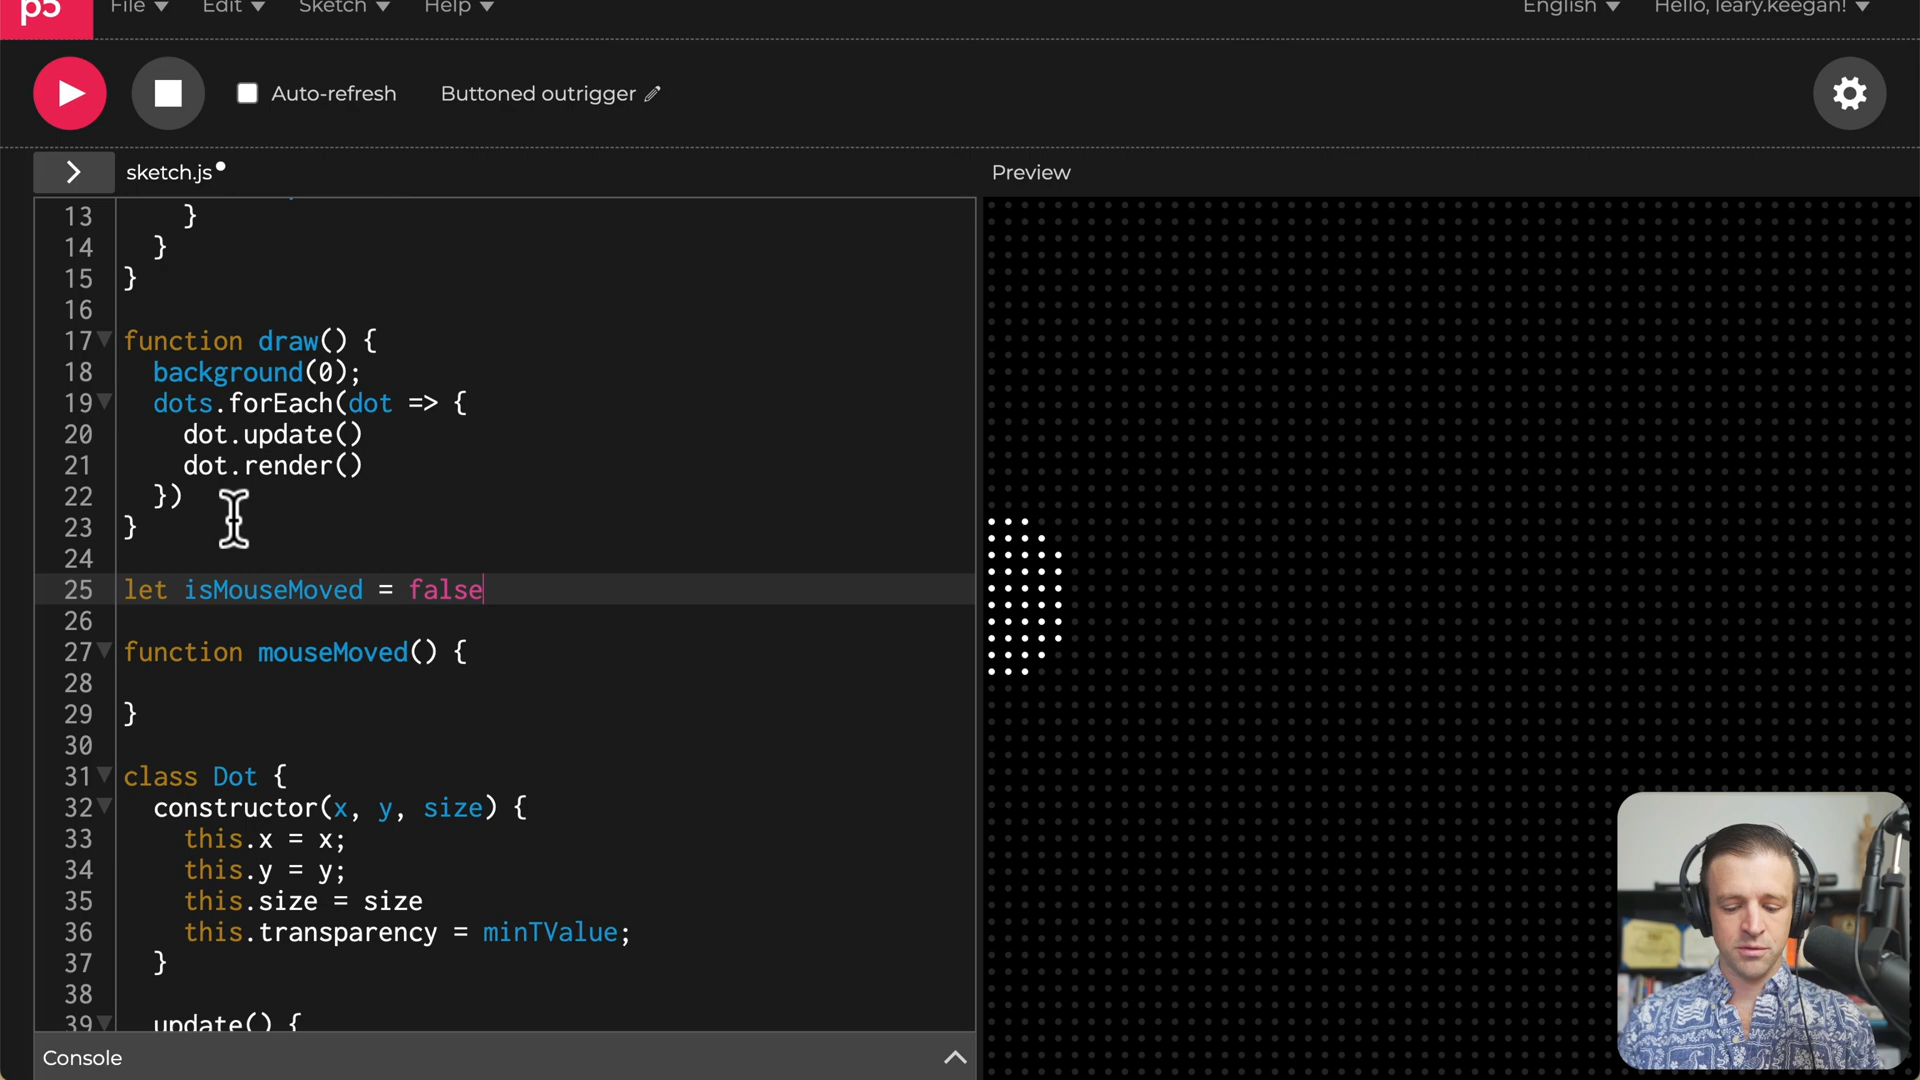 p5 File Edit Sketch Help English Hello, leary.keegan!
Auto-refresh Buttoned outrigger
sketch.js
Preview
13 }
14 }
15 }
16
17 function draw() {
18 background(0);
19 dots.forEach(dot => {
20 dot.update()
21 dot.render()
22 })
23 }
24
25 let isMouseMoved = false
26
27 function mouseMoved() {
28
29 }
30
31 class Dot {
32 constructor(x, y, size) {
33 this.x = x;
34 this.y = y;
35 this.size = size
36 this.transparency = minTValue;
37 }
38
39 update() {
Console